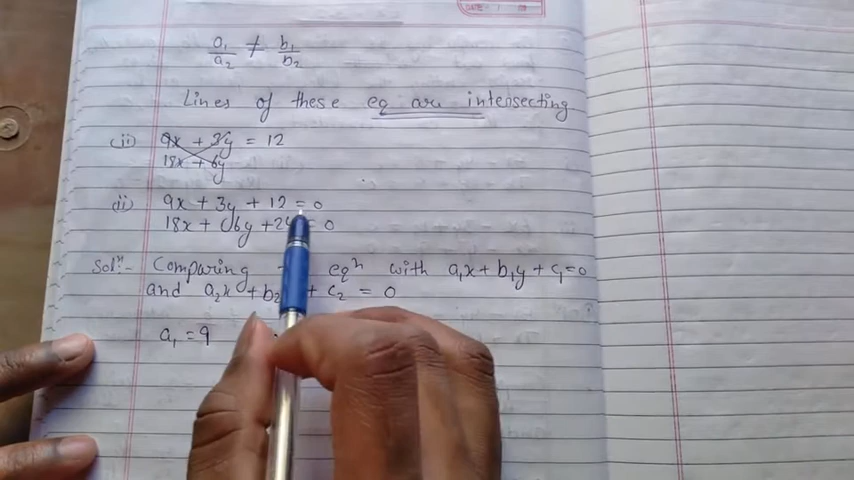 DATE
a₁/a₂ ≠ b₁/b₂
Lines of these eq are intersecting
(ii) 9x + 3y = 12
18x + 6y
(ii) 9x + 3y + 12 = 0
18x + 6y + 24 = 0
Solⁿ:- Comparing eqⁿ with a₁x + b₁y + c₁ = 0
and a₂x + b₂ + c₂ = 0
a₁ = 9